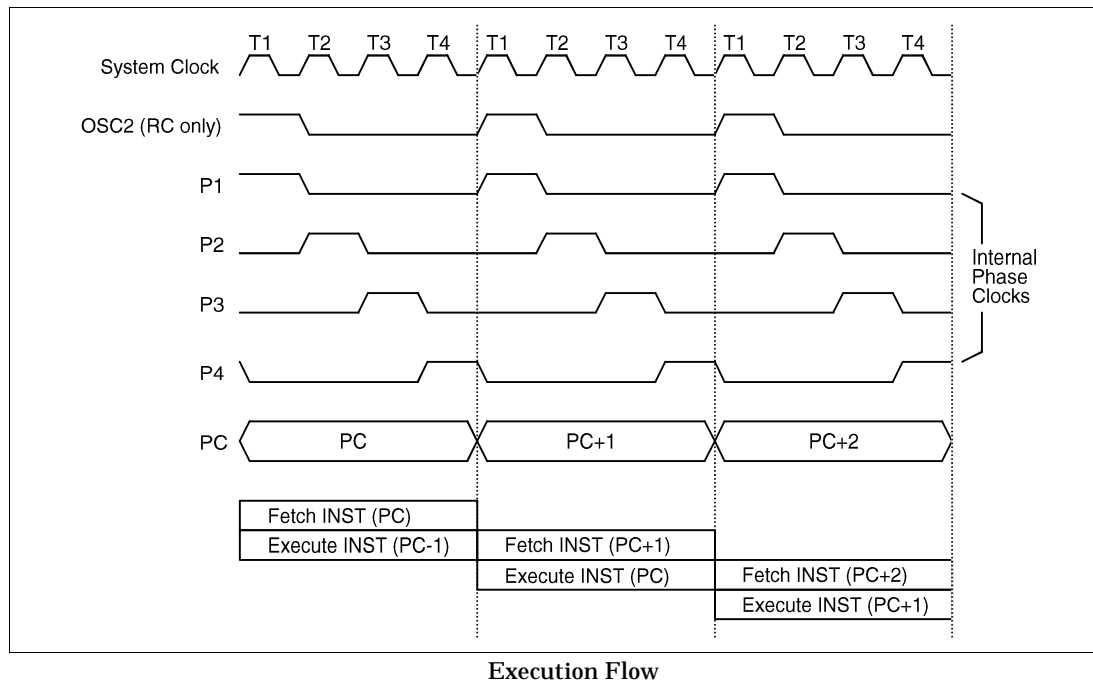 T1 T2 T3 T4 T1 T2 T3 T4 T1 T2 T3 T4
System Clock
OSC2 (RC only)
P1
P2
P3
P4
Internal
Phase
Clocks
PC PC PC+1 PC+2
Fetch INST (PC)
Execute INST (PC-1) Fetch INST (PC+1)
Execute INST (PC) Fetch INST (PC+2)
Execute INST (PC+1)
Execution Flow